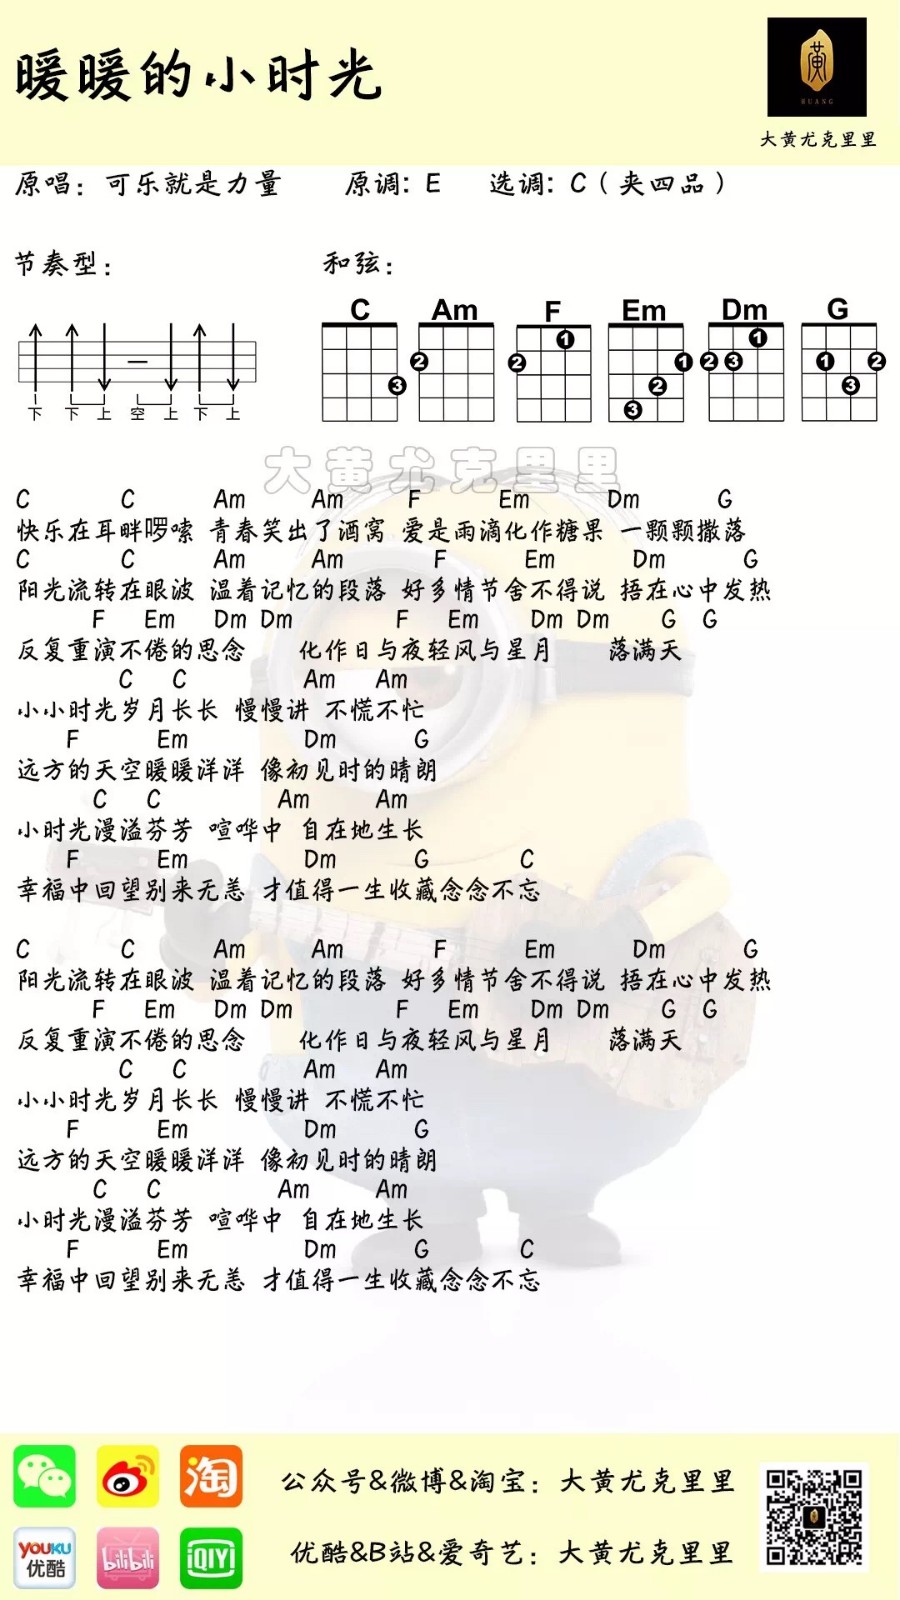 暖暖的小时光
黄
HUANG
大黄尤克里里
原唱：可乐就是力量 原调：E 选调：C（夹四品）
节奏型： 和弦：
C Am F Em Dm G
1 1 1 1
2 2 2 2 3 1 2
3 2 3
3
下 下 上 空 上 下 上
大黄尤克里里
C C Am Am F Em Dm G
快乐在耳畔啰嗦 青春笑出了酒窝 爱是雨滴化作糖果 一颗颗撒落
C C Am Am F Em Dm G
阳光流转在眼波 温着记忆的段落 好多情节舍不得说 捂在心中发热
F Em Dm Dm F Em Dm Dm G G
反复重演不倦的思念 化作日与夜轻风与星月 落满天
C C Am Am
小小时光岁月长长 慢慢讲 不慌不忙
F Em Dm G
远方的天空暖暖洋洋 像初见时的晴朗
C C Am Am
小时光漫溢芬芳 喧哗中 自在地生长
F Em Dm G C
幸福中回望别来无恙 才值得一生收藏念念不忘
C C Am Am F Em Dm G
阳光流转在眼波 温着记忆的段落 好多情节舍不得说 捂在心中发热
F Em Dm Dm F Em Dm Dm G G
反复重演不倦的思念 化作日与夜轻风与星月 落满天
C C Am Am
小小时光岁月长长 慢慢讲 不慌不忙
F Em Dm G
远方的天空暖暖洋洋 像初见时的晴朗
C C Am Am
小时光漫溢芬芳 喧哗中 自在地生长
F Em Dm G C
幸福中回望别来无恙 才值得一生收藏念念不忘
淘
公众号&微博&淘宝：大黄尤克里里
YOUKU
优酷
bilibili
iQIYI
优酷&B站&爱奇艺：大黄尤克里里